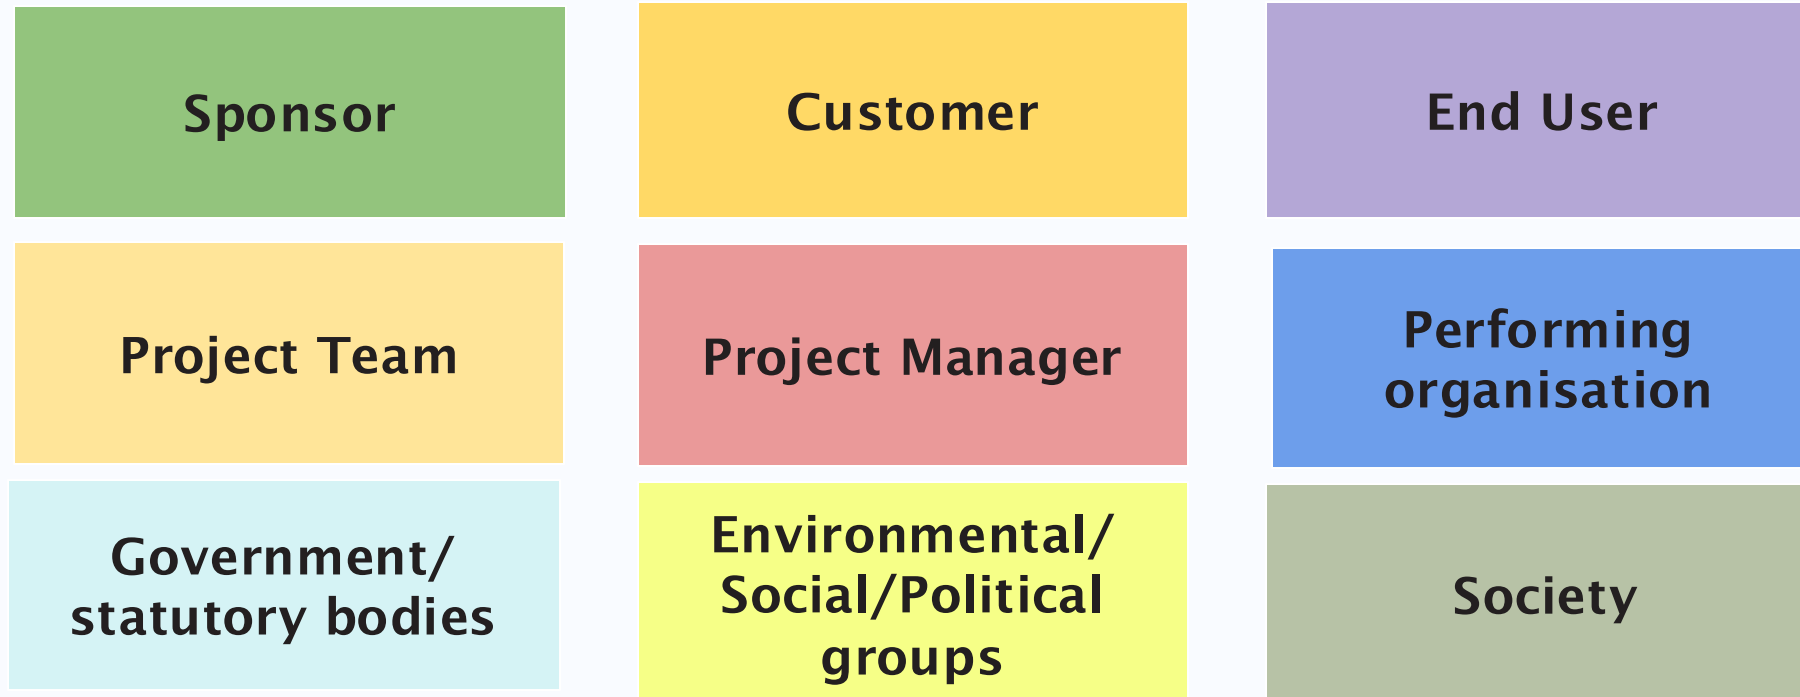 Sponsor
Customer
End User
Project Team
Project Manager
Performing
organisation
Government/
statutory bodies
Environmental/
Social/Political
groups
Society